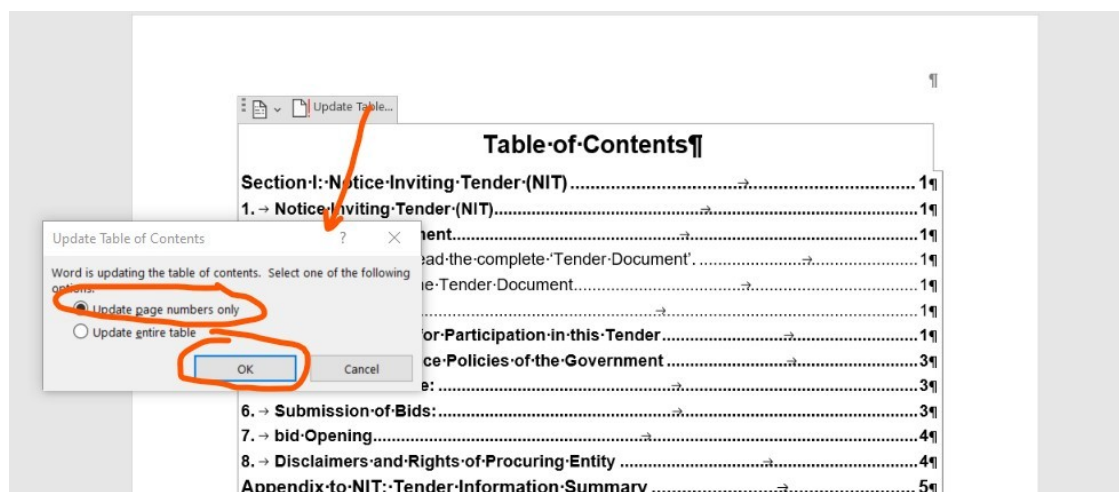 ¶
Update Table...
Table·of·Contents¶
Section·I:·Notice·Inviting·Tender·(NIT)...→...1¶
1.→Notice·Inviting·Tender·(NIT)...→...1¶
Update Table of Contents ? ×
ent...→...1¶
Word is updating the table of contents. Select one of the following
options:
ead·the·complete·‘Tender·Document’....→...1¶
Update page numbers only
e·Tender·Document...→...1¶
→...1¶
Update entire table
for·Participation·in·this·Tender...→...1¶
OK Cancel
ce·Policies·of·the·Government...→...3¶
e:...→...3¶
6.→Submission·of·Bids:...→...3¶
7.→bid·Opening...→...4¶
8.→Disclaimers·and·Rights·of·Procuring·Entity...→...4¶
Appendix·to·NIT:·Tender·Information·Summary...→...5¶